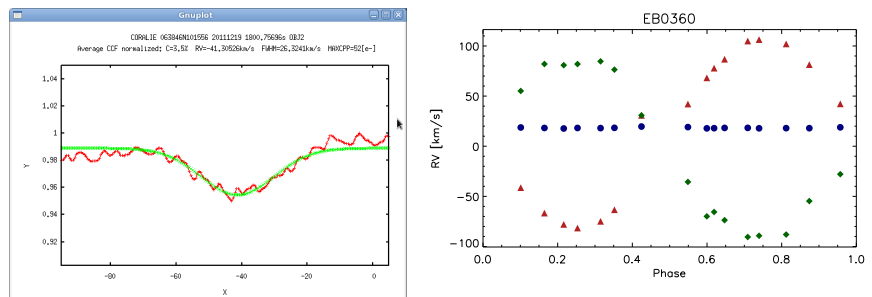 Gnuplot
CORALIE 063846N101556 20111219 1800.75696s OBJ2
Average CCF normalized: C=3.5% RV=-41.30526km/s FWHM=26.3241km/s MAXCPP=52[e-]
1.04
1.02
1
0.98
0.96
0.94
0.92
Y
-80
-60
-40
-20
0
X
EB0360
100
50
0
-50
-100
RV [km/s]
0.0
0.2
0.4
0.6
0.8
1.0
Phase